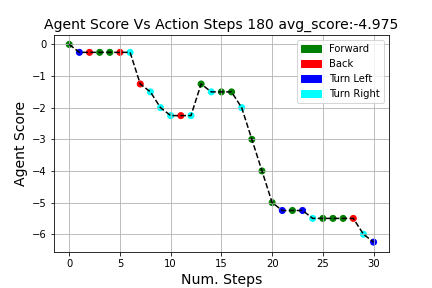 Agent Score Vs Action Steps 180 avg_score:-4.975
Forward
Back
Turn Left
Turn Right
Agent Score
0
−1
−2
−3
−4
−5
−6
0 5 10 15 20 25 30
Num. Steps